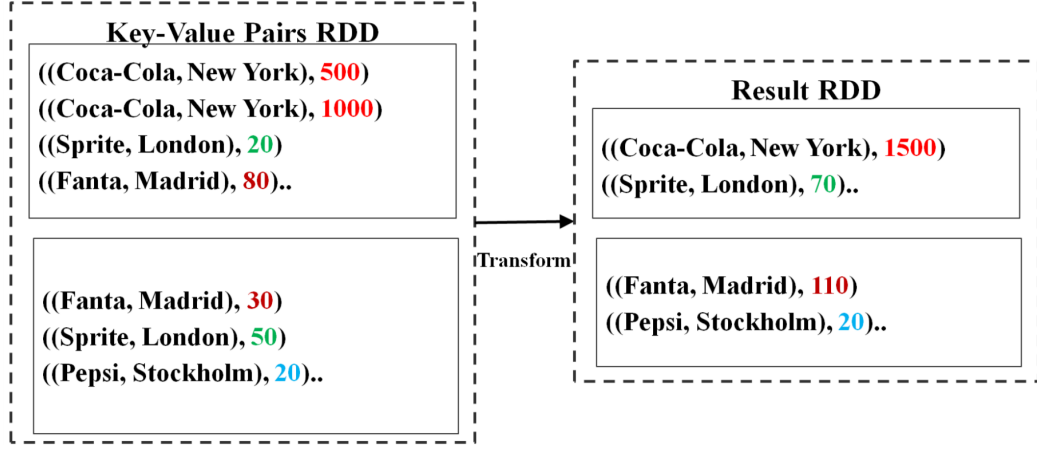 Key-Value Pairs RDD
((Coca-Cola, New York), 500)
((Coca-Cola, New York), 1000)
((Sprite, London), 20)
((Fanta, Madrid), 80)..
((Fanta, Madrid), 30)
((Sprite, London), 50)
((Pepsi, Stockholm), 20)..
Transform
Result RDD
((Coca-Cola, New York), 1500)
((Sprite, London), 70)..
((Fanta, Madrid), 110)
((Pepsi, Stockholm), 20)..